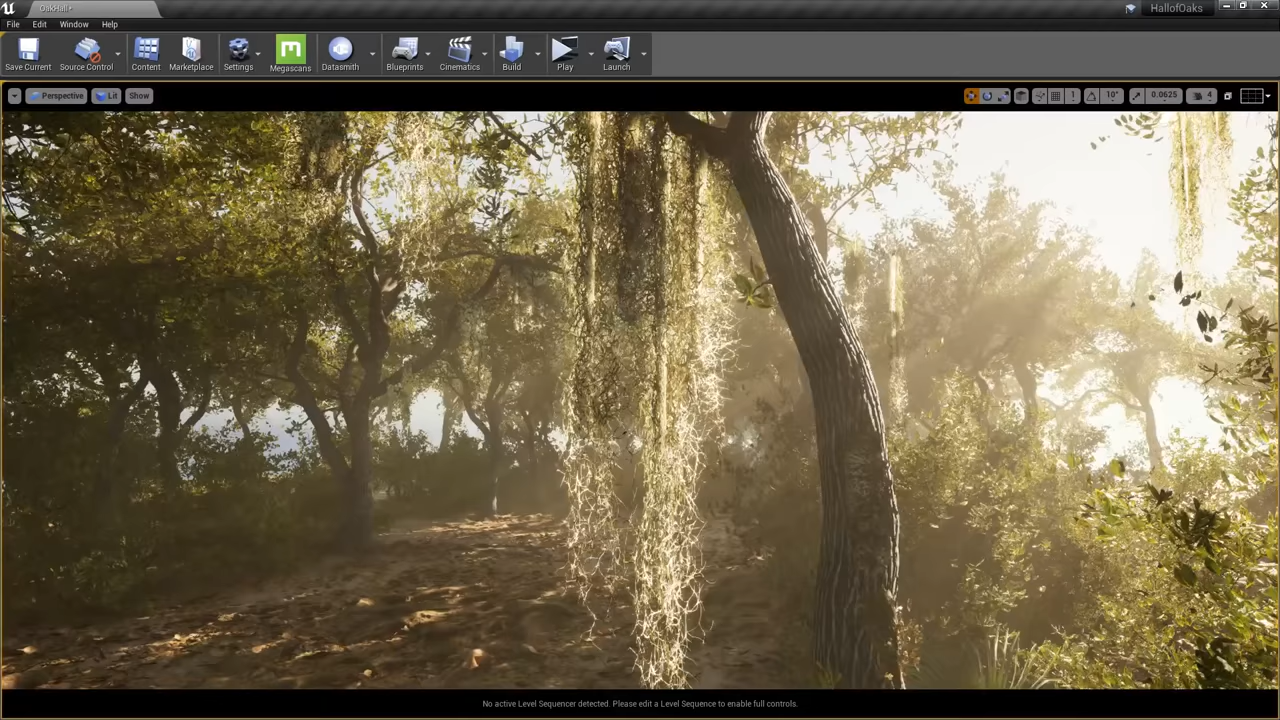 OakHall•
HallofOaks
File Edit Window Help
Save Current Source Control Content Marketplace Settings Megascans Datasmith Blueprints Cinematics Build Play Launch
Perspective Lit Show 1 10° 0.0625 4
No active Level Sequencer detected. Please edit a Level Sequence to enable full controls.